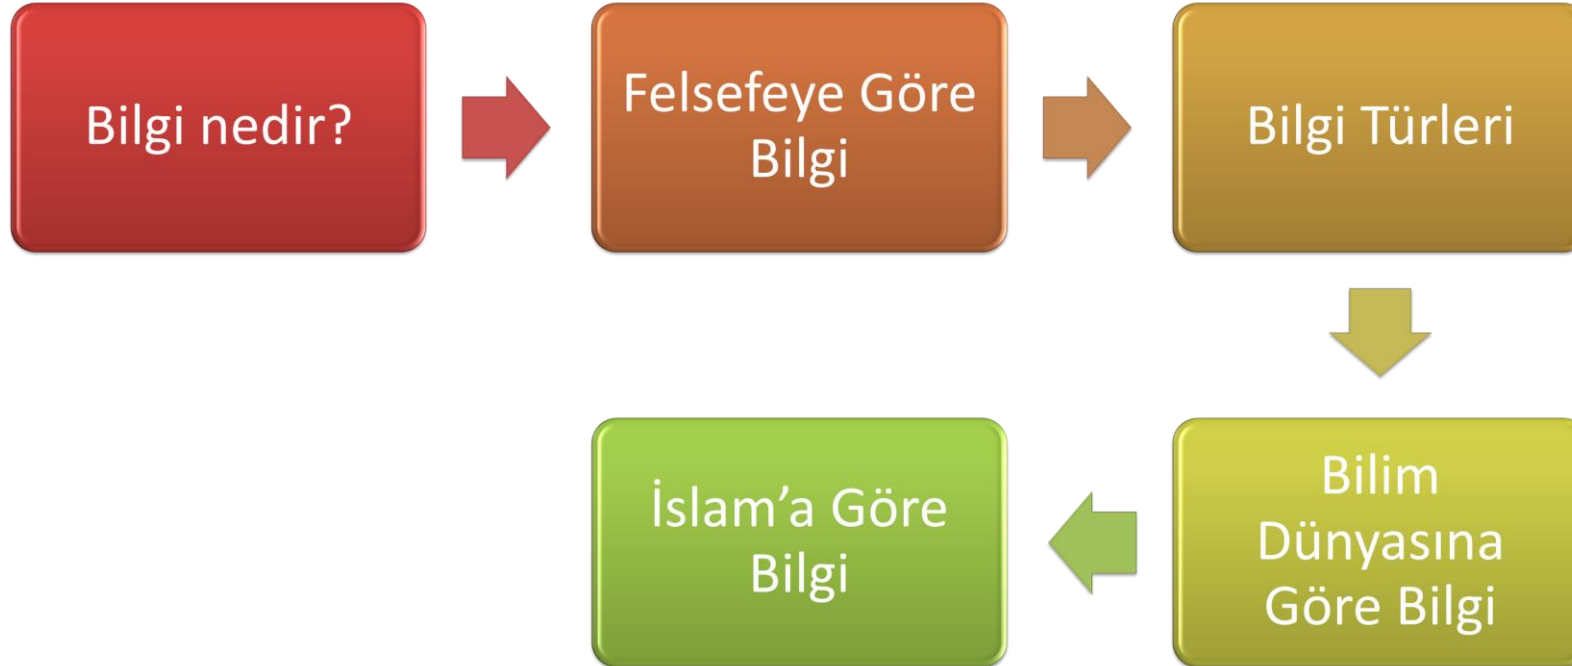 Bilgi nedir?
Felsefeye Göre
Bilgi
Bilgi Türleri
Bilim
Dünyasına
Göre Bilgi
İslam’a Göre
Bilgi